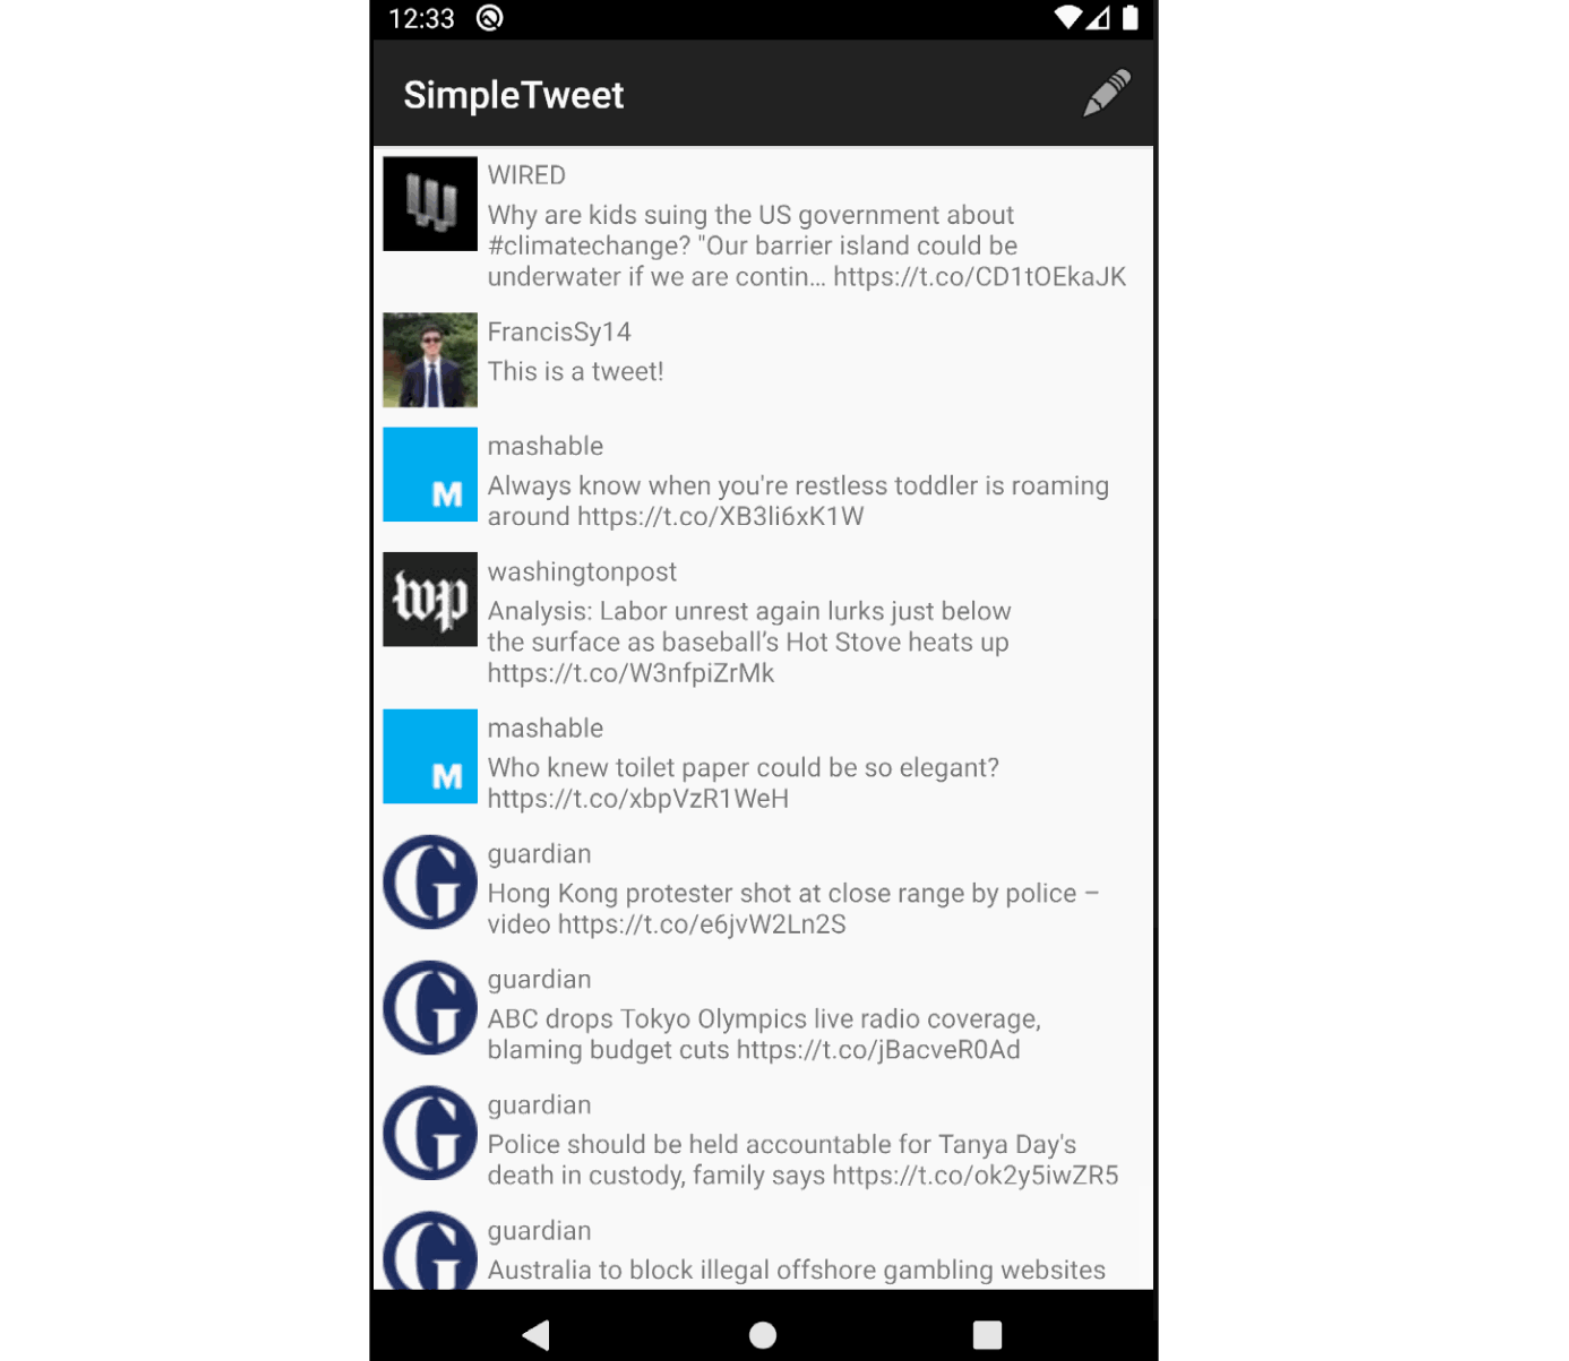 12:33
SimpleTweet
WIRED
Why are kids suing the US government about
#climatechange? "Our barrier island could be
underwater if we are contin… https://t.co/CD1tOEkaJK
FrancisSy14
This is a tweet!
M
mashable
Always know when you're restless toddler is roaming
around https://t.co/XB3li6xK1W
wp
washingtonpost
Analysis: Labor unrest again lurks just below
the surface as baseball’s Hot Stove heats up
https://t.co/W3nfpiZrMk
M
mashable
Who knew toilet paper could be so elegant?
https://t.co/xbpVzR1WeH
G
guardian
Hong Kong protester shot at close range by police –
video https://t.co/e6jvW2Ln2S
G
guardian
ABC drops Tokyo Olympics live radio coverage,
blaming budget cuts https://t.co/jBacveR0Ad
G
guardian
Police should be held accountable for Tanya Day's
death in custody, family says https://t.co/ok2y5iwZR5
G
guardian
Australia to block illegal offshore gambling websites